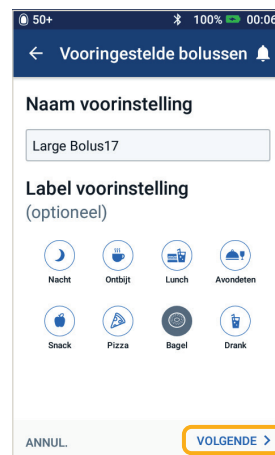 50+ 100% 00:06
Vooringestelde bolussen
Naam voorinstelling
Large Bolus17
Label voorinstelling
(optioneel)
Nacht Ontbijt Lunch Avondeten
Snack Pizza Bagel Drank
ANNUL. VOLGENDE >